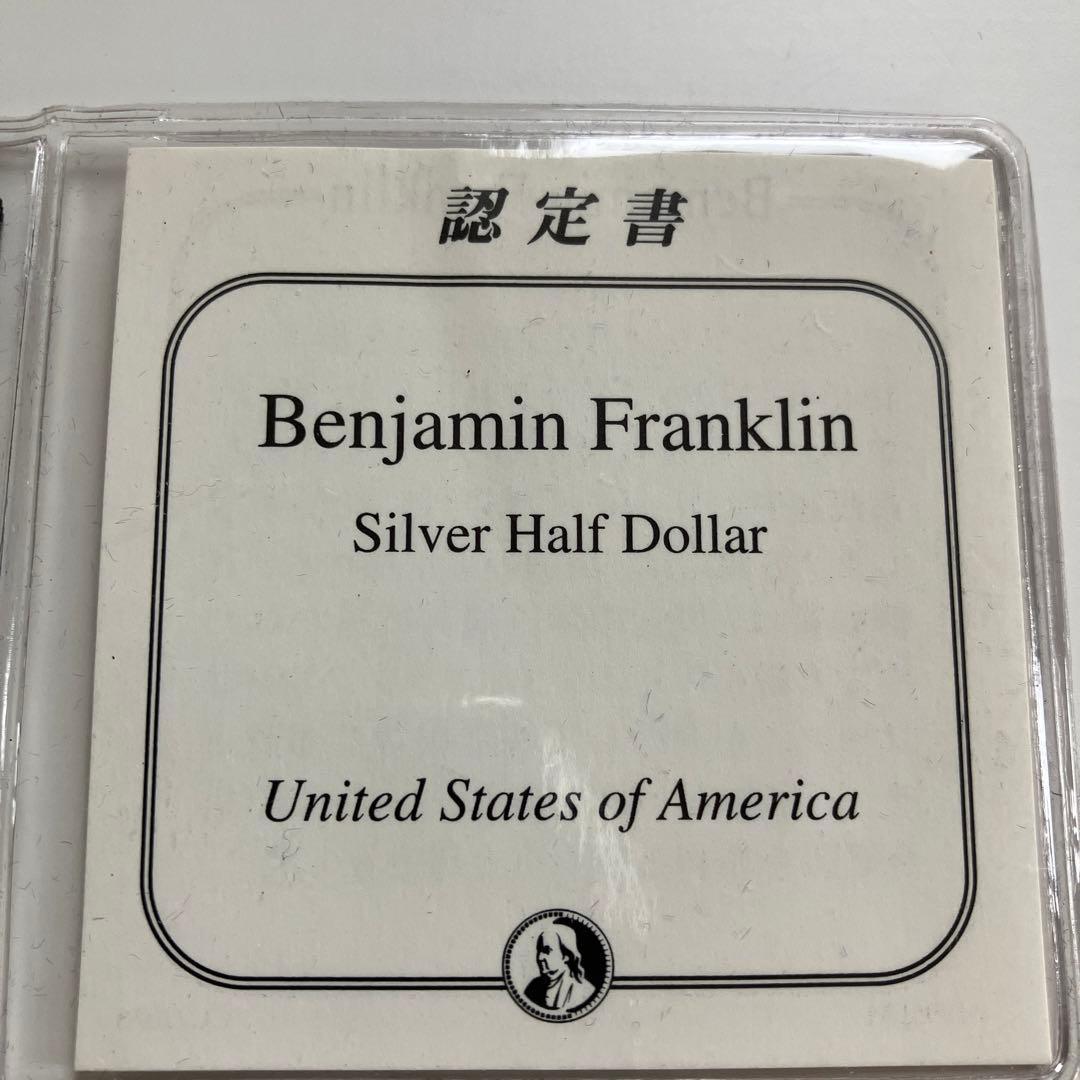 認定書
Benjamin Franklin
Silver Half Dollar
United States of America